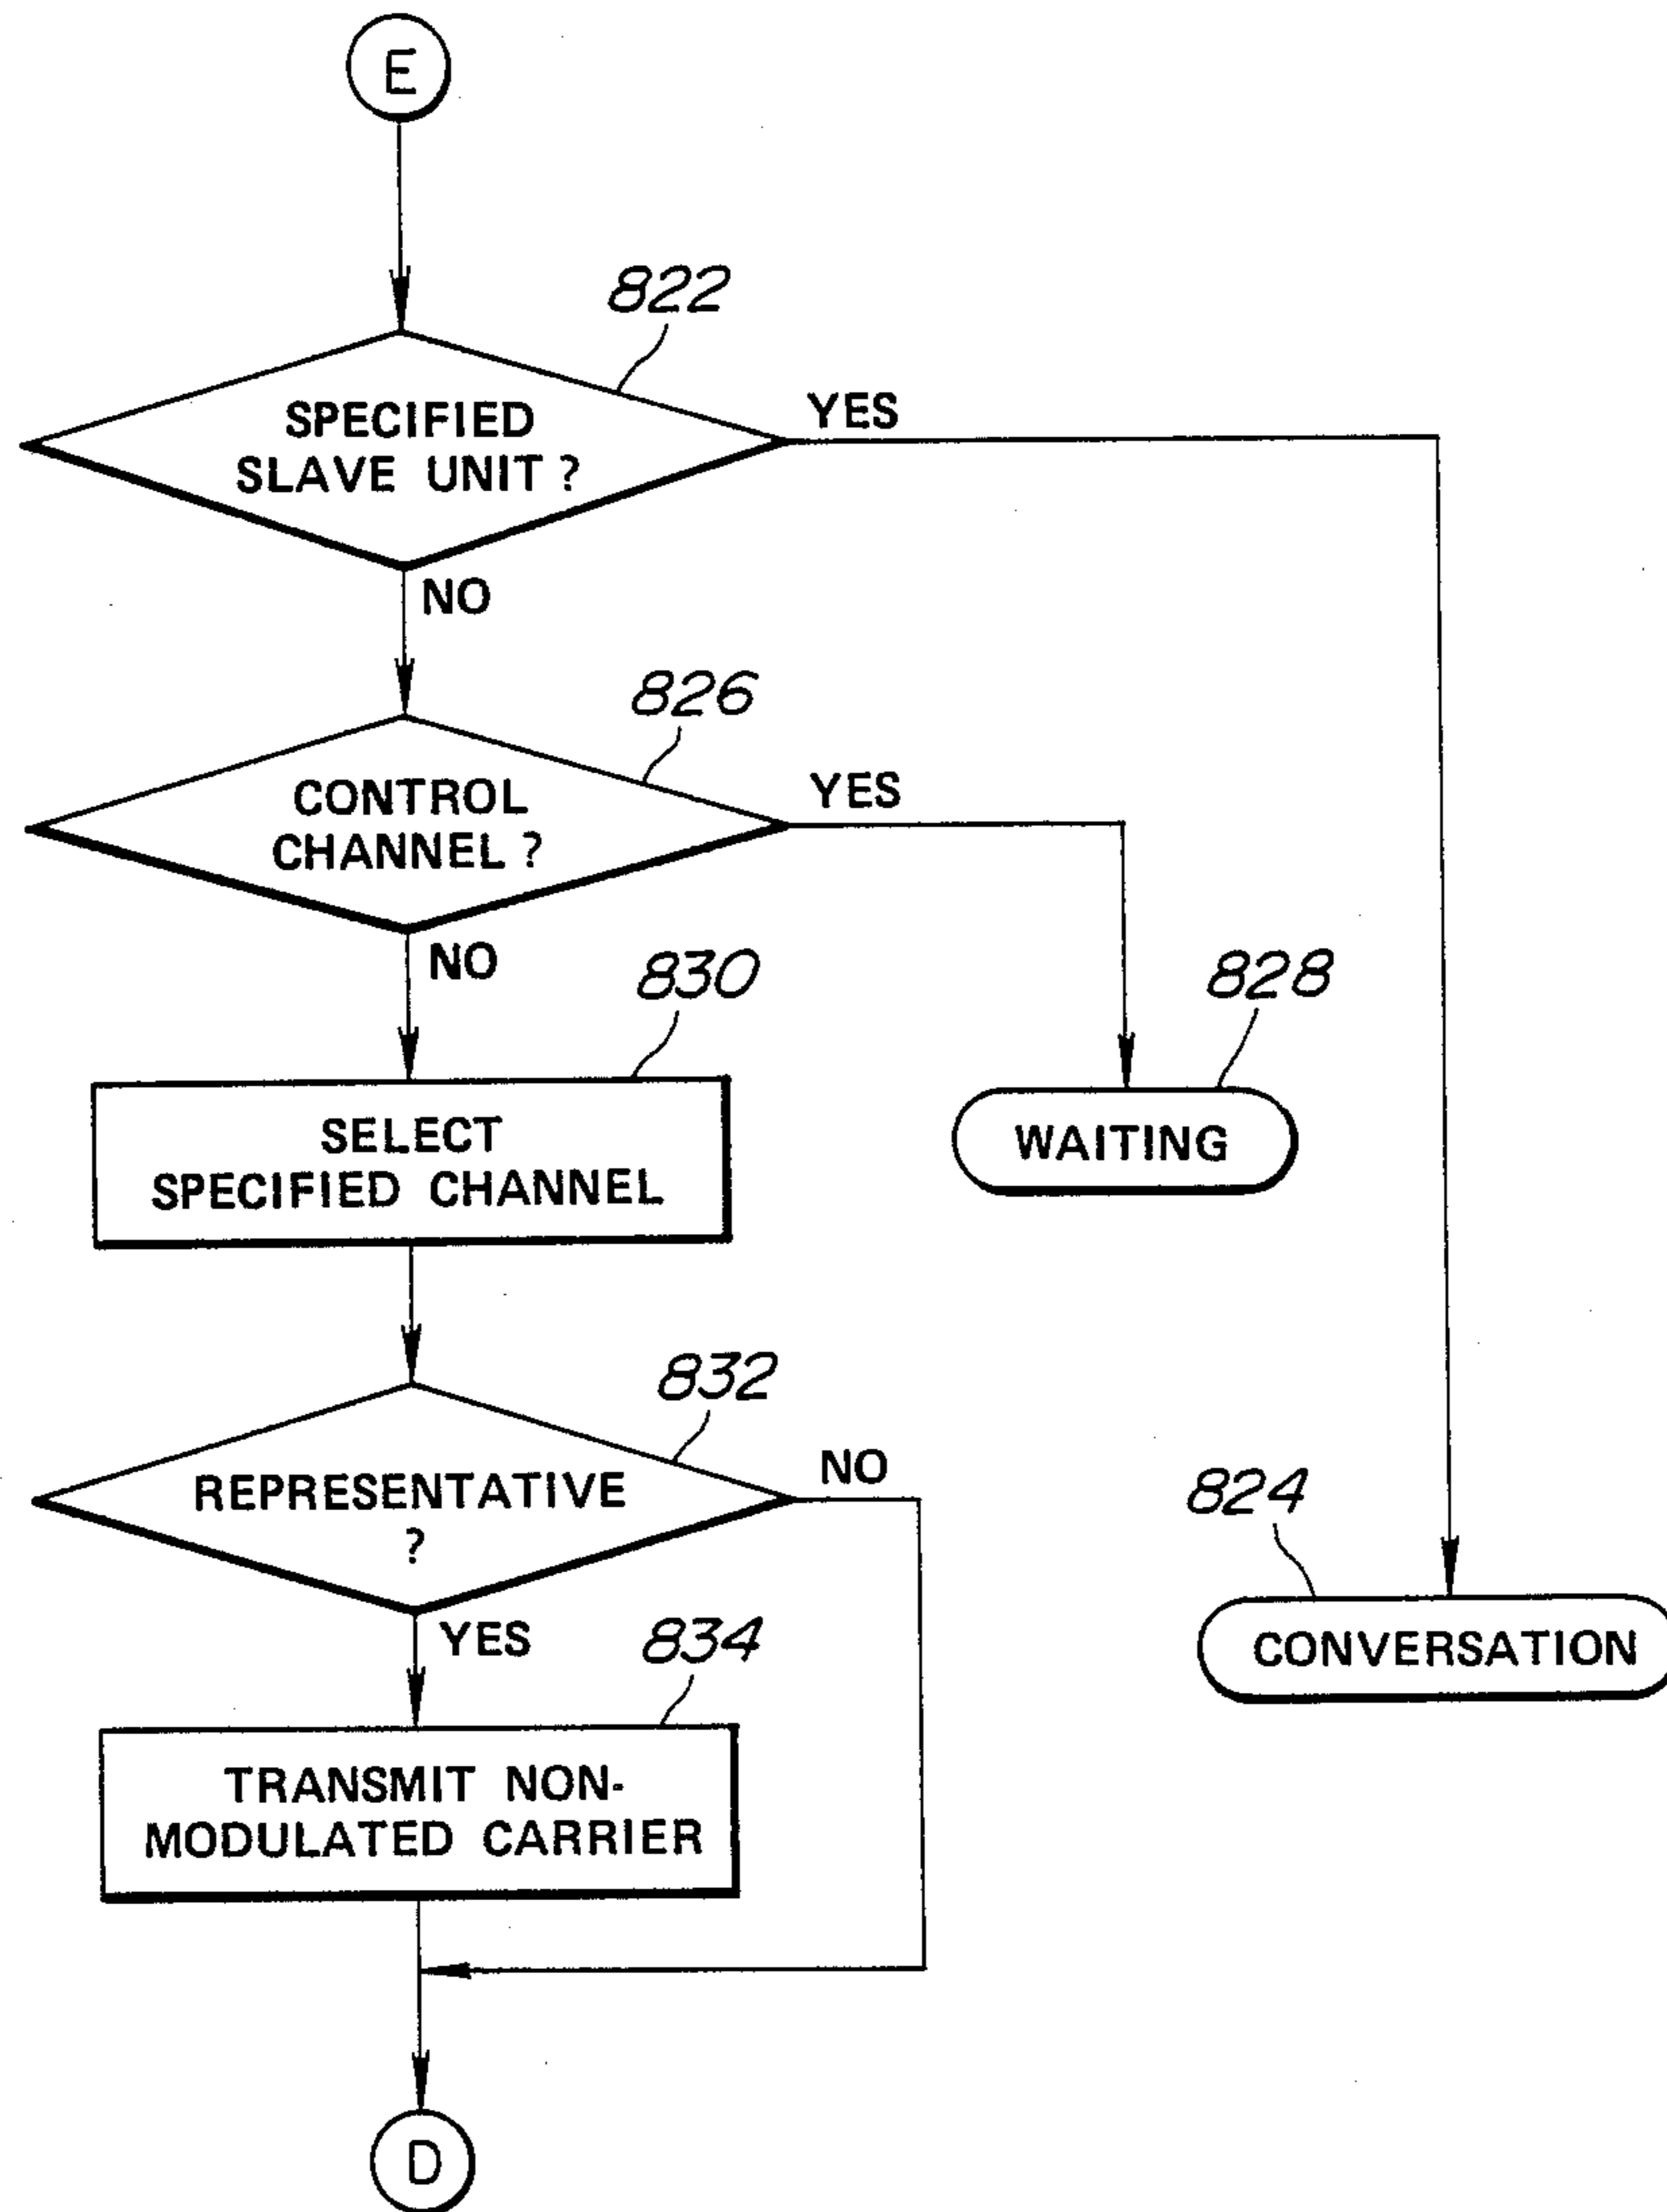 E
822
SPECIFIED
SLAVE UNIT ?
YES
NO
826
CONTROL
CHANNEL ?
YES
NO
830
828
SELECT
SPECIFIED CHANNEL
WAITING
832
REPRESENTATIVE
?
NO
YES
824
CONVERSATION
834
TRANSMIT NON-
MODULATED CARRIER
D